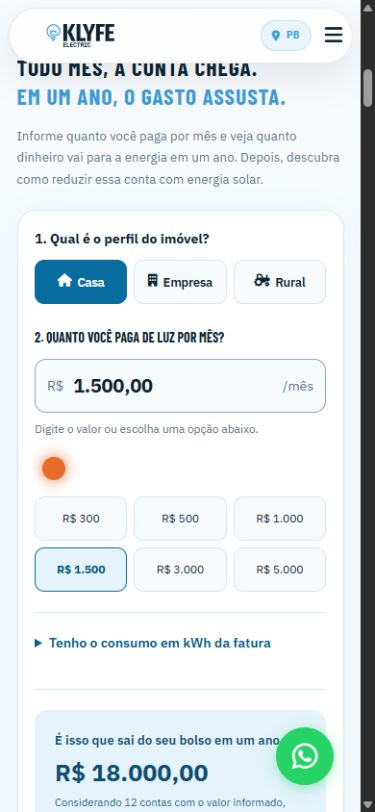 KLYFE
ELECTRIC
PB
TUDO MÊS, A CONTA CHEGA.
EM UM ANO, O GASTO ASSUSTA.
Informe quanto você paga por mês e veja quanto
dinheiro vai para a energia em um ano. Depois, descubra
como reduzir essa conta com energia solar.
1. Qual é o perfil do imóvel?
Casa
Empresa
Rural
2. QUANTO VOCÊ PAGA DE LUZ POR MÊS?
R$ 1.500,00 /mês
Digite o valor ou escolha uma opção abaixo.
R$ 300
R$ 500
R$ 1.000
R$ 1.500
R$ 3.000
R$ 5.000
Tenho o consumo em kWh da fatura
É isso que sai do seu bolso em um ano
R$ 18.000,00
Considerando 12 contas com o valor informado,